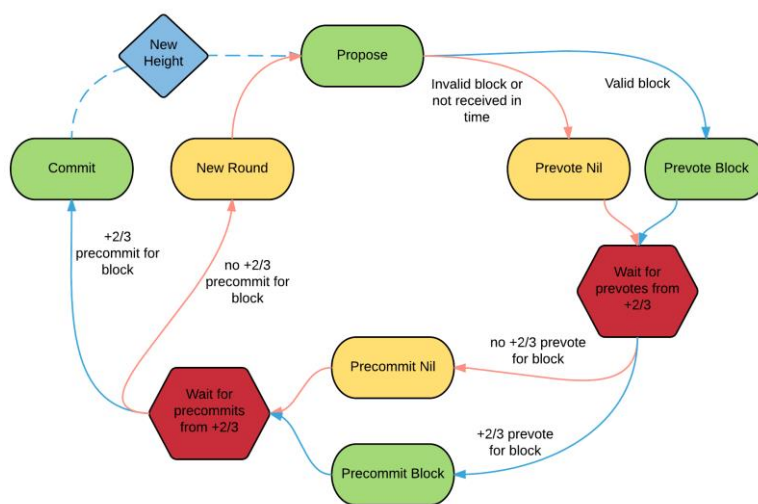 New
Height
Propose
Invalid block or
not received in
time
Valid block
Commit
New Round
Prevote Nil
Prevote Block
+2/3
precommit for
block
no +2/3
precommit for
block
Wait for
prevotes from
+2/3
no +2/3 prevote
for block
Precommit Nil
Wait for
precommits
from +2/3
+2/3 prevote
for block
Precommit Block